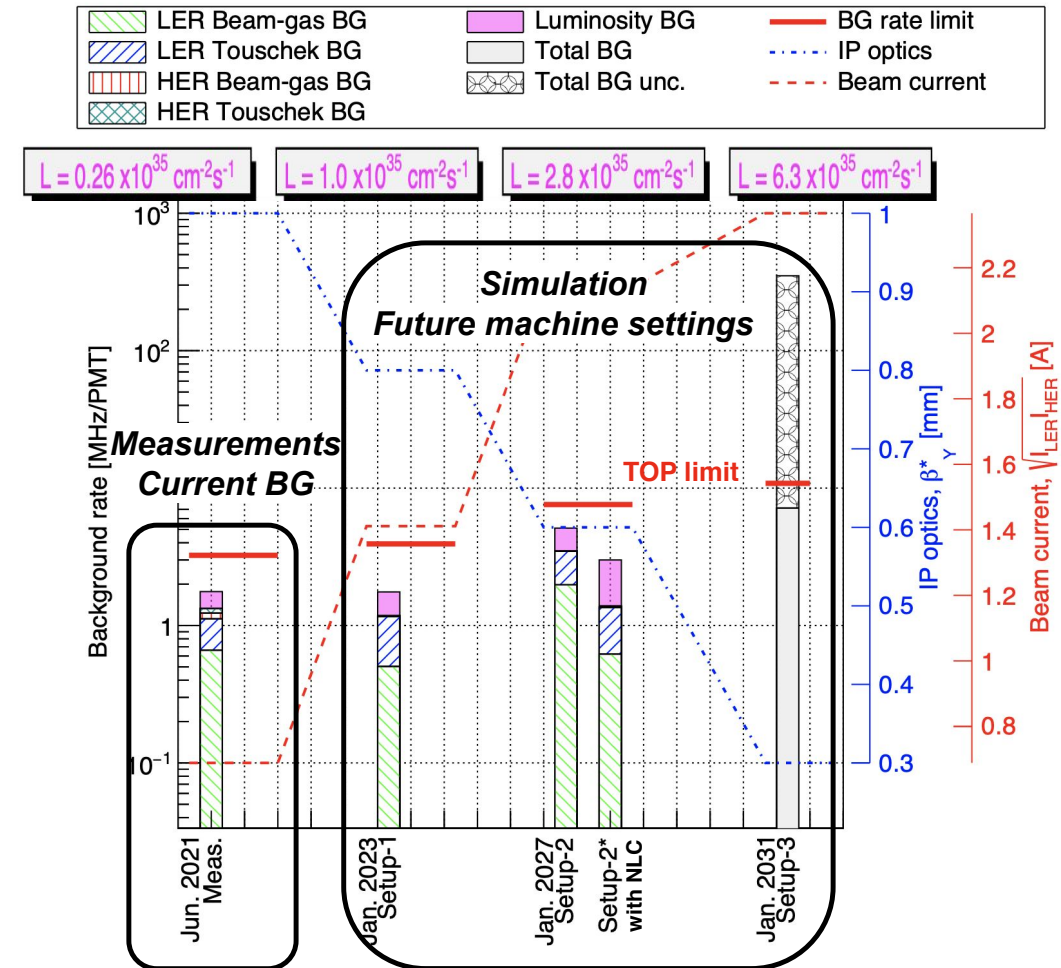 LER Beam-gas BG
LER Touschek BG
HER Beam-gas BG
HER Touschek BG
Luminosity BG
Total BG
Total BG unc.
BG rate limit
IP optics
Beam current
L = 0.26 x10^35 cm^-2s^-1
L = 1.0 x10^35 cm^-2s^-1
L = 2.8 x10^35 cm^-2s^-1
L = 6.3 x10^35 cm^-2s^-1
Background rate [MHz/PMT]
10^3
10^2
1
10^-1
Measurements
Current BG
Simulation
Future machine settings
TOP limit
1
0.9
0.8
0.7
0.6
0.5
0.4
0.3
IP optics, β*_Y [mm]
2.2
2
1.8
1.6
1.4
1.2
1
0.8
Beam current, √I_LER I_HER [A]
Jun. 2021
Meas.
Jan. 2023
Setup-1
Jan. 2027
Setup-2
Setup-2*
with NLC
Jan. 2031
Setup-3